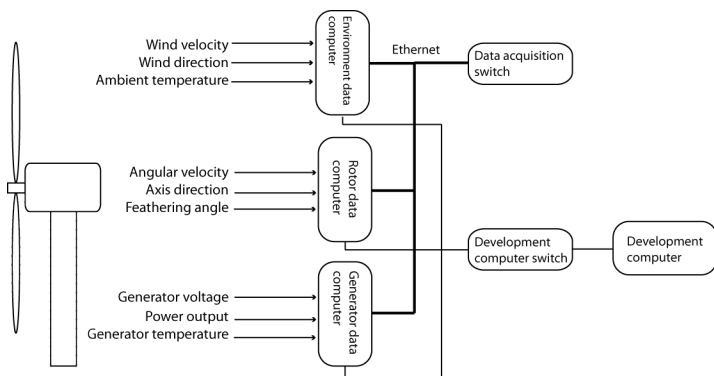 Wind velocity
Wind direction
Ambient temperature
Environment data
computer
Ethernet
Data acquisition
switch
Angular velocity
Axis direction
Feathering angle
Rotor data
computer
Development
computer switch
Development
computer
Generator voltage
Power output
Generator temperature
Generator data
computer